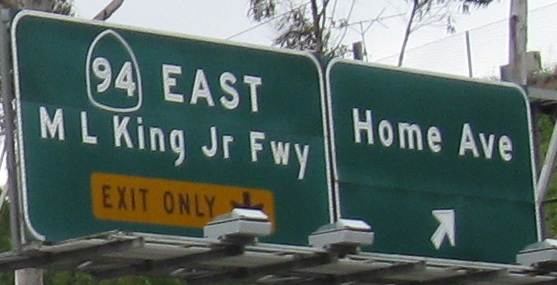 94 EAST
M L King Jr Fwy
EXIT ONLY
Home Ave